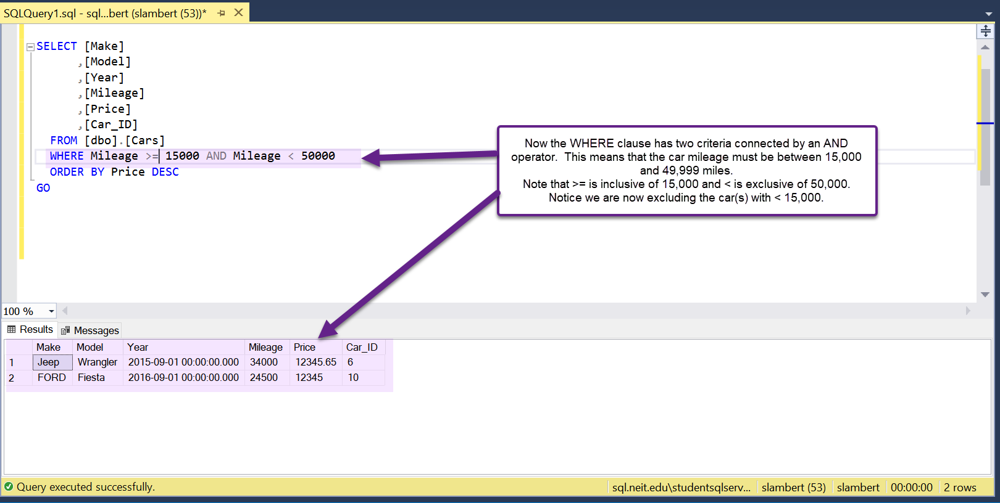 SQLQuery1.sql - sql...bert (slambert (53))*
SELECT [Make]
,[Model]
,[Year]
,[Mileage]
,[Price]
,[Car_ID]
FROM [dbo].[Cars]
WHERE Mileage >= 15000 AND Mileage < 50000
ORDER BY Price DESC
GO
Now the WHERE clause has two criteria connected by an AND
operator.  This means that the car mileage must be between 15,000
and 49,999 miles.
Note that >= is inclusive of 15,000 and < is exclusive of 50,000.
Notice we are now excluding the car(s) with < 15,000.
100 %
Results Messages
Make Model Year Mileage Price Car_ID
1 Jeep Wrangler 2015-09-01 00:00:00.000 34000 12345.65 6
2 FORD Fiesta 2016-09-01 00:00:00.000 24500 12345 10
Query executed successfully. sql.neit.edu\studentsqlserv... slambert (53) slambert 00:00:00 2 rows